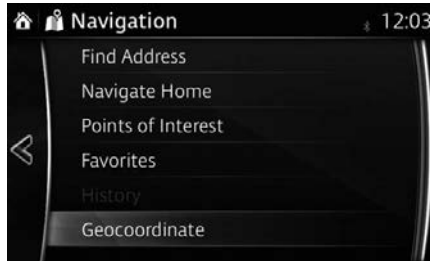 Navigation 12:03
Find Address
Navigate Home
Points of Interest
Favorites
History
Geocoordinate